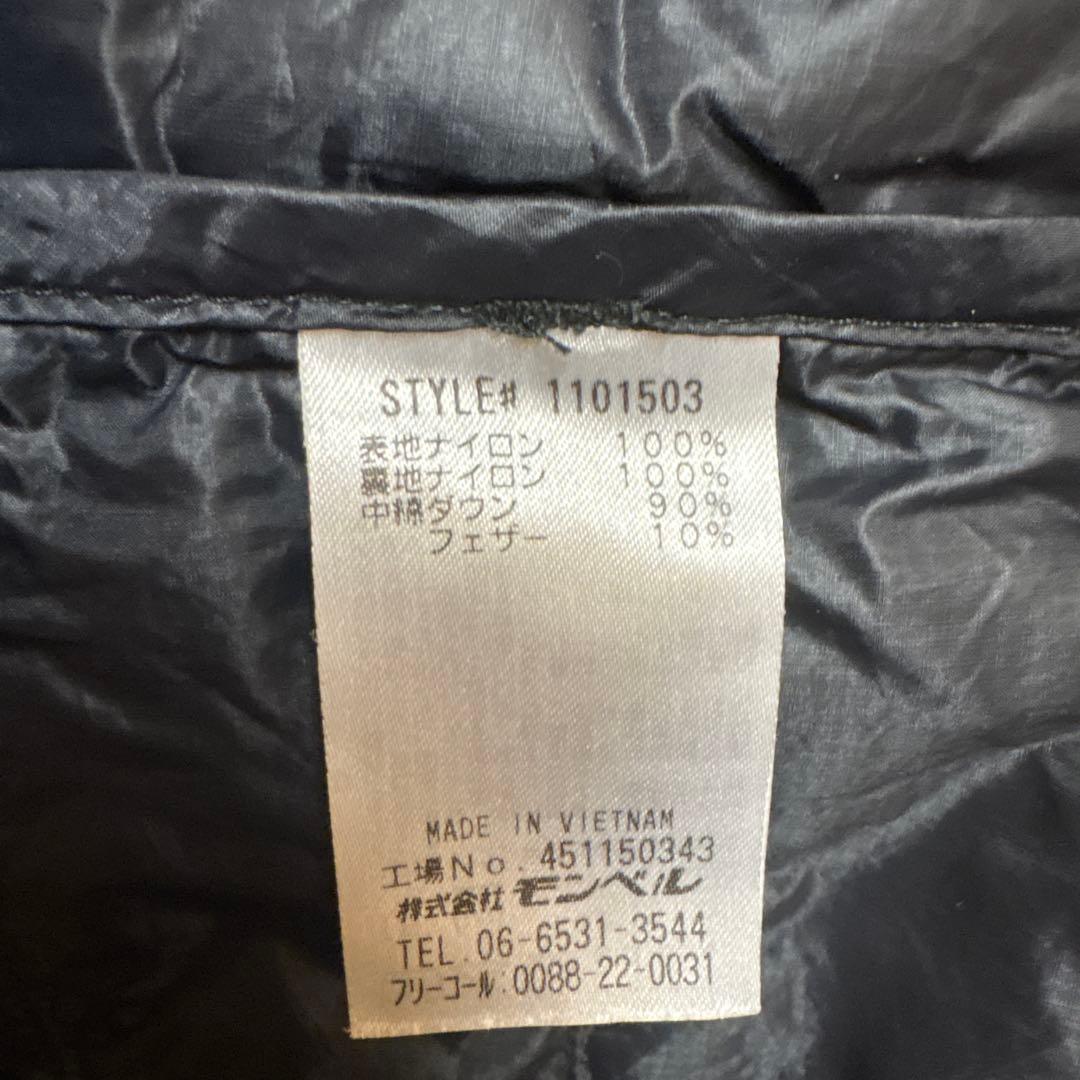 STYLE# 1101503
表地ナイロン 100%
裏地ナイロン 100%
中綿ダウン 90%
フェザー 10%
MADE IN VIETNAM
工場No. 451150343
株式会社 モンベル
TEL. 06-6531-3544
フリーコール:0088-22-0031